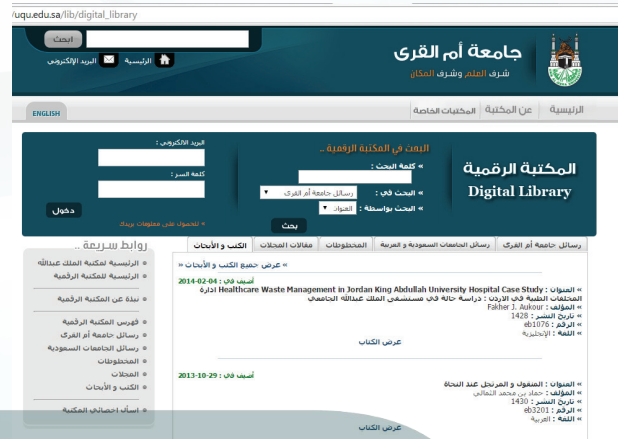 /uqu.edu.sa/lib/digital_library
ابحث
الرئيسية
البريد الإلكتروني
جامعة أم القرى
شرف العلم، وشرف المكان
الرئيسية
عن المكتبة
المكتبات الخاصة
ENGLISH
المكتبة الرقمية
Digital Library
البحث في المكتبة الرقمية ..
» كلمة البحث :
» البحث في : رسائل جامعة أم القرى
» البحث بواسطة : العنوان
بحث
البريد الالكتروني :
كلمة السر :
دخول
» للحصول على معلومات بريدك
رسائل جامعة أم القرى
رسائل الجامعات السعودية و العربية
المخطوطات
مقالات المجلات
الكتب و الأبحاث
» عرض جميع الكتب و الأبحاث «
أضيف في : 04-02-2014
» العنوان : Healthcare Waste Management in Jordan King Abdullah University Hospital Case Study ادارة
المخلفات الطبية في الاردن : دراسة حالة في مستشفى الملك عبدالله الجامعي
» المؤلف : Fakher J. Aukour
» تاريخ النشر : 1428
» الرقم : eb1076
» اللغة : الإنجليزية
عرض الكتاب
أضيف في : 29-10-2013
» العنوان : المنقول و المرتجل عند النحاة
» المؤلف : حماد بن محمد الثمالي
» تاريخ النشر : 1430
» الرقم : eb3201
» اللغة : العربية
عرض الكتاب
روابط سريعة ..
الرئيسية لمكتبة الملك عبدالله
الرئيسية للمكتبة الرقمية
نبذة عن المكتبة الرقمية
فهرس المكتبة الرقمية
رسائل جامعة أم القرى
رسائل الجامعات السعودية
المخطوطات
المجلات
الكتب و الأبحاث
اسأل اخصائي المكتبة